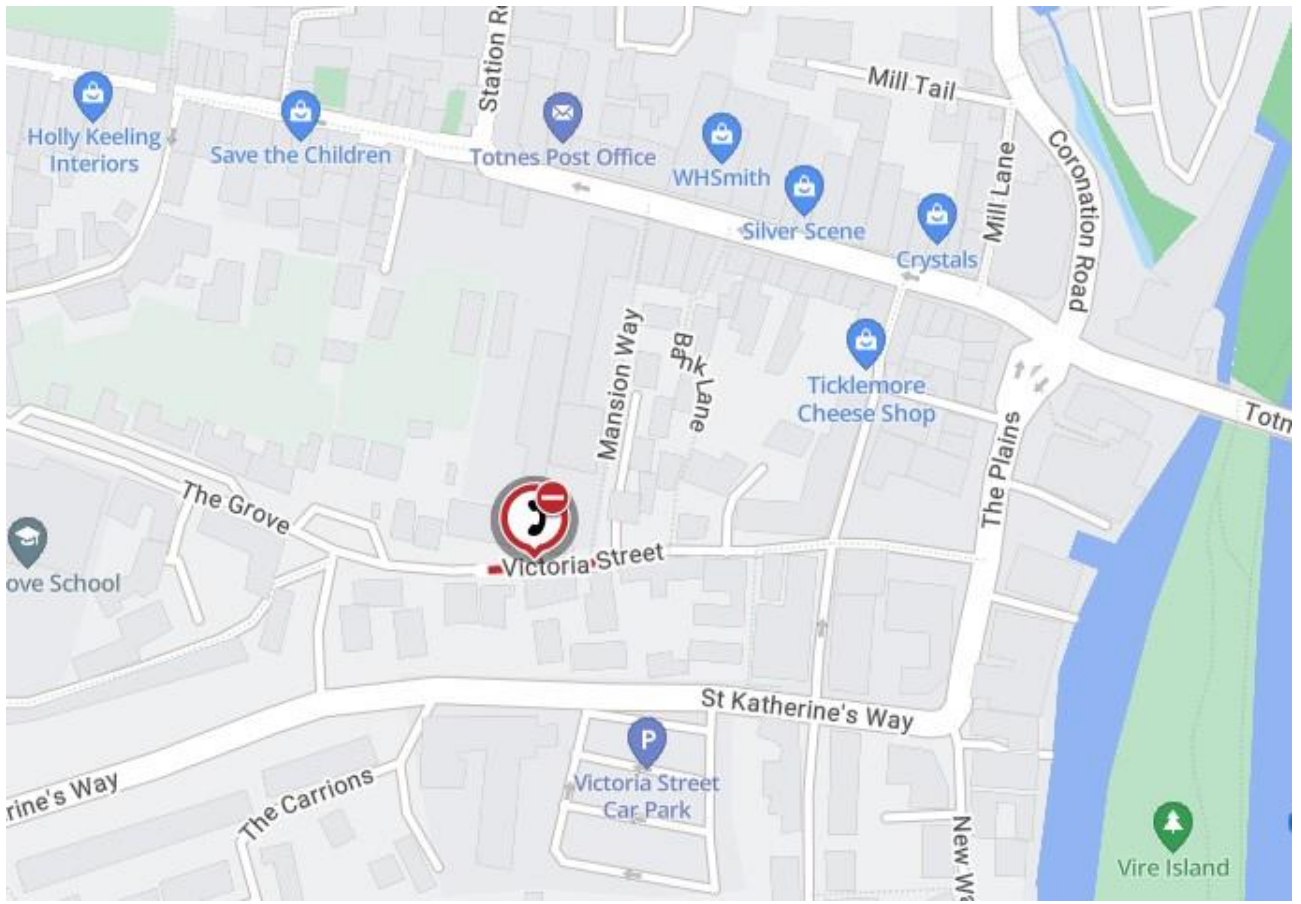 Station Ro
Mill Tail
Holly Keeling
Interiors
Save the Children
Totnes Post Office
WHSmith
Silver Scene
Crystals
Mill Lane
Coronation Road
Mansion Way
Bank Lane
Ticklemore
Cheese Shop
Totn
The Plains
The Grove
ove School
Victoria Street
St Katherine's Way
P
Victoria Street
Car Park
rine's Way
The Carrions
New Wa
Vire Island